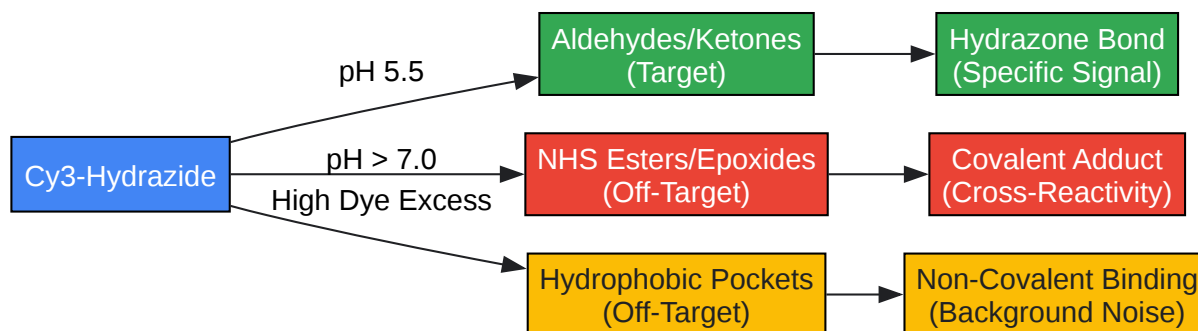 Cy3-Hydrazide
pH 5.5
Aldehydes/Ketones
(Target)
Hydrazone Bond
(Specific Signal)
pH > 7.0
NHS Esters/Epoxides
(Off-Target)
Covalent Adduct
(Cross-Reactivity)
High Dye Excess
Hydrophobic Pockets
(Off-Target)
Non-Covalent Binding
(Background Noise)